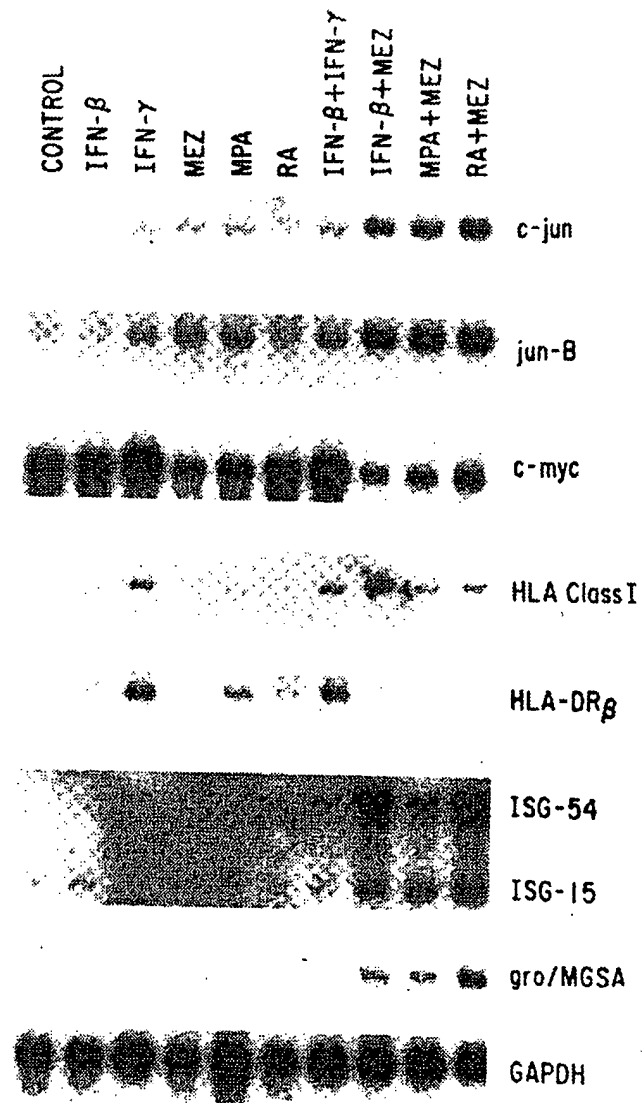 CONTROL
IFN-β
IFN-γ
MEZ
MPA
RA
IFN-β+IFN-γ
IFN-β+MEZ
MPA+MEZ
RA+MEZ
c-jun
jun-B
c-myc
HLA Class I
HLA-DRβ
ISG-54
ISG-15
gro/MGSA
GAPDH